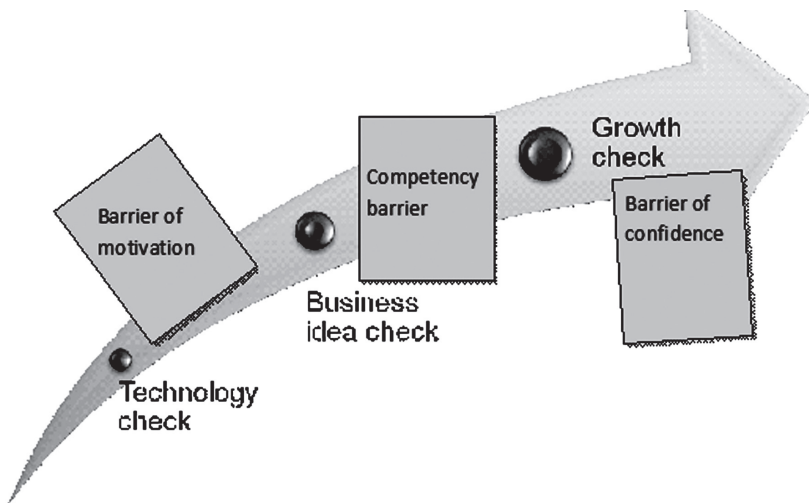 Growth
check
Competency
barrier
Barrier of
motivation
Barrier of
confidence
Business
idea check
Technology
check